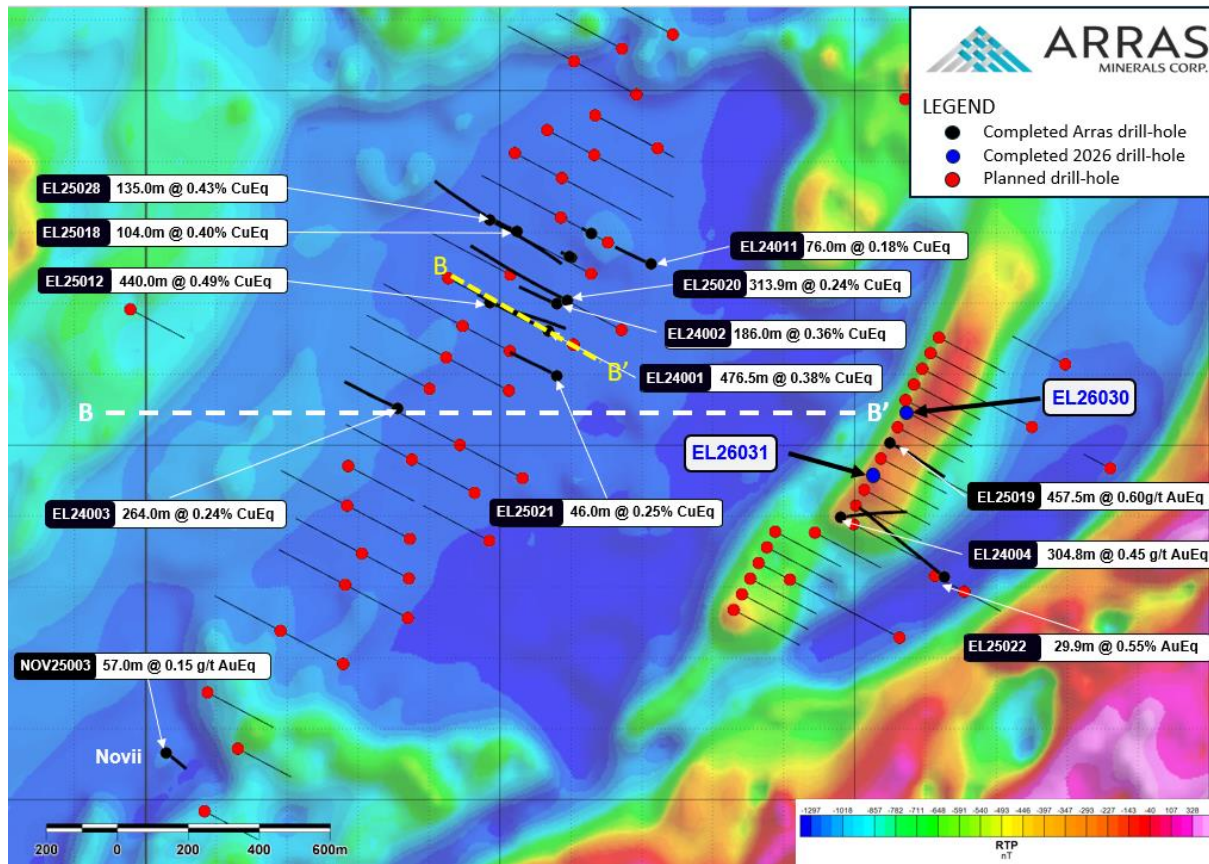 ARRAS
MINERALS CORP.
LEGEND
Completed Arras drill-hole
Completed 2026 drill-hole
Planned drill-hole
EL25028 135.0m @ 0.43% CuEq
EL25018 104.0m @ 0.40% CuEq
EL25012 440.0m @ 0.49% CuEq
EL24011 76.0m @ 0.18% CuEq
EL25020 313.9m @ 0.24% CuEq
EL24002 186.0m @ 0.36% CuEq
EL24001 476.5m @ 0.38% CuEq
B
B'
B
B'
EL26030
EL26031
EL24003 264.0m @ 0.24% CuEq
EL25021 46.0m @ 0.25% CuEq
EL25019 457.5m @ 0.60g/t AuEq
EL24004 304.8m @ 0.45 g/t AuEq
EL25022 29.9m @ 0.55% AuEq
NOV25003 57.0m @ 0.15 g/t AuEq
Novii
200 0 200 400 600m
-1297 -1018 -857 -782 -711 -648 -591 -540 -493 -446 -397 -353 -293 -227 -143 -40 107 328
RTP
nT